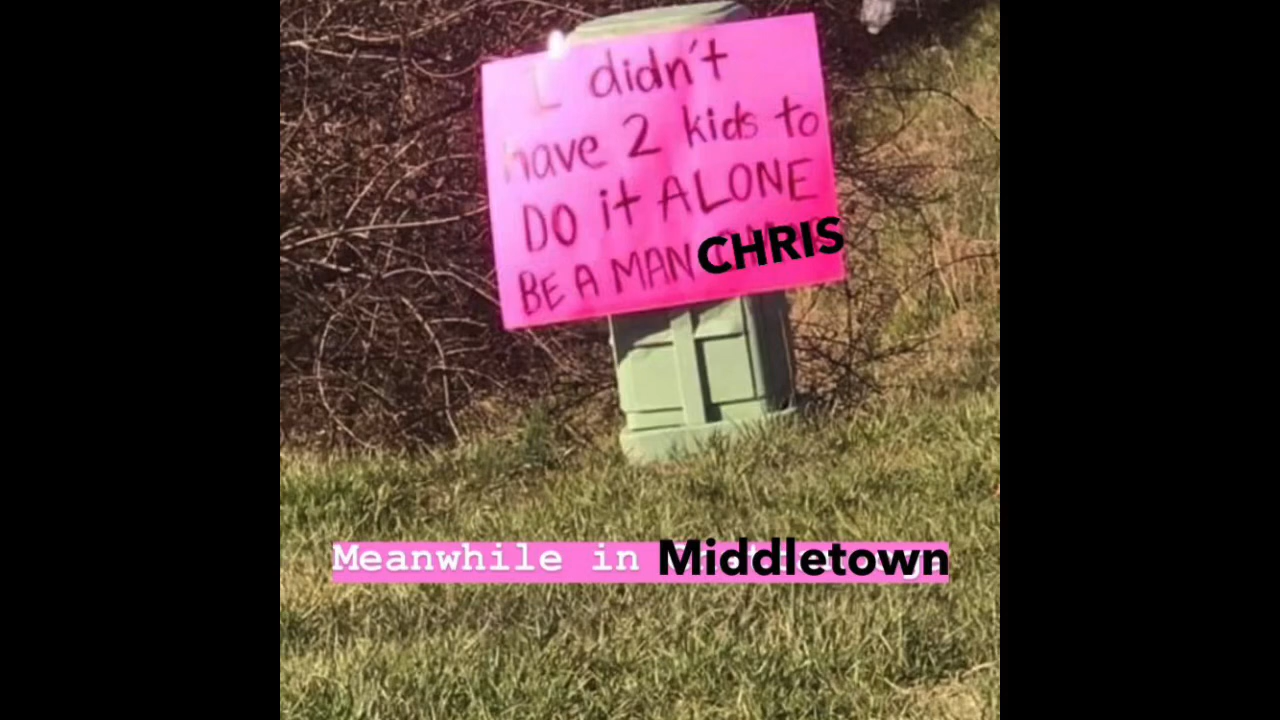 I didn't
have 2 kids to
DO it ALONE
BE A MAN CHRIS
Meanwhile in Middletown